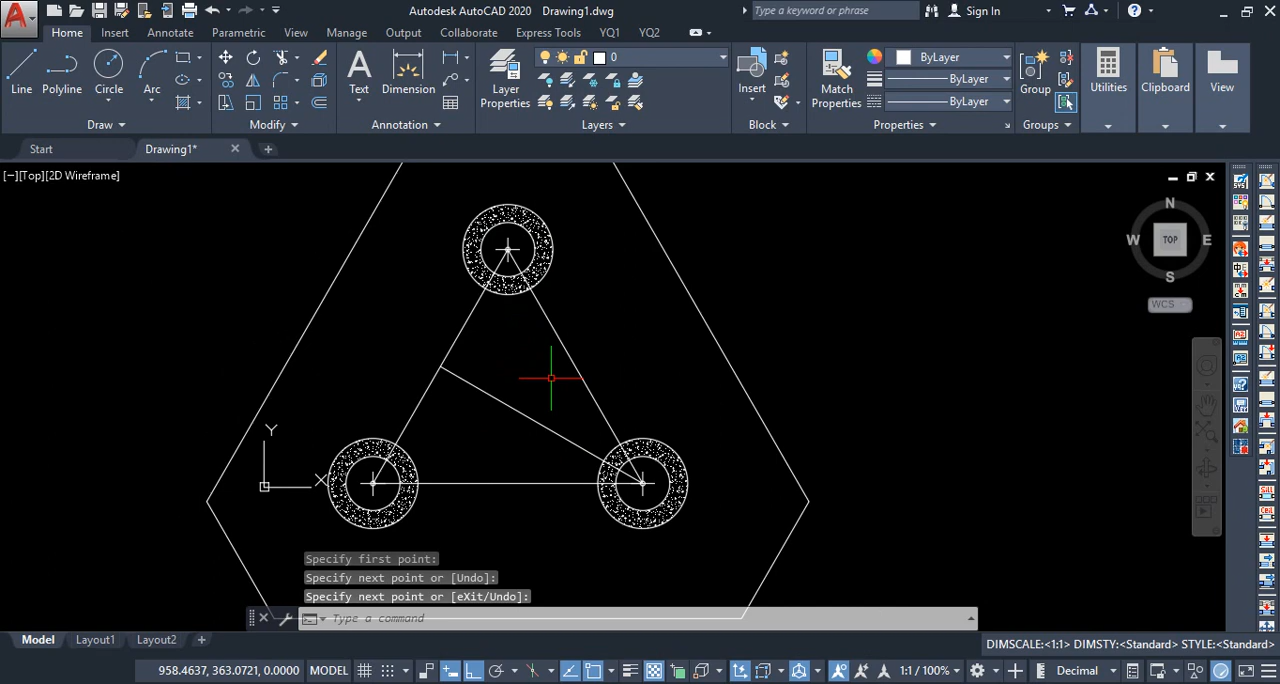 Autodesk AutoCAD 2020 Drawing1.dwg
Type a keyword or phrase
Sign In
Home Insert Annotate Parametric View Manage Output Collaborate Express Tools YQ1 YQ2
Line Polyline Circle Arc
Text Dimension
Layer Properties
0
Insert
Match Properties
ByLayer
ByLayer
ByLayer
Group
Utilities Clipboard View
Draw Modify Annotation Layers Block Properties Groups
Start Drawing1*
[−][Top][2D Wireframe]
N
W TOP E
S
WCS
Y
X
Specify first point:
Specify next point or [Undo]:
Specify next point or [eXit/Undo]:
Type a command
Model Layout1 Layout2
DIMSCALE:<1:1> DIMSTY:<Standard> STYLE:<Standard>
958.4637, 363.0721, 0.0000 MODEL 1:1 / 100% Decimal